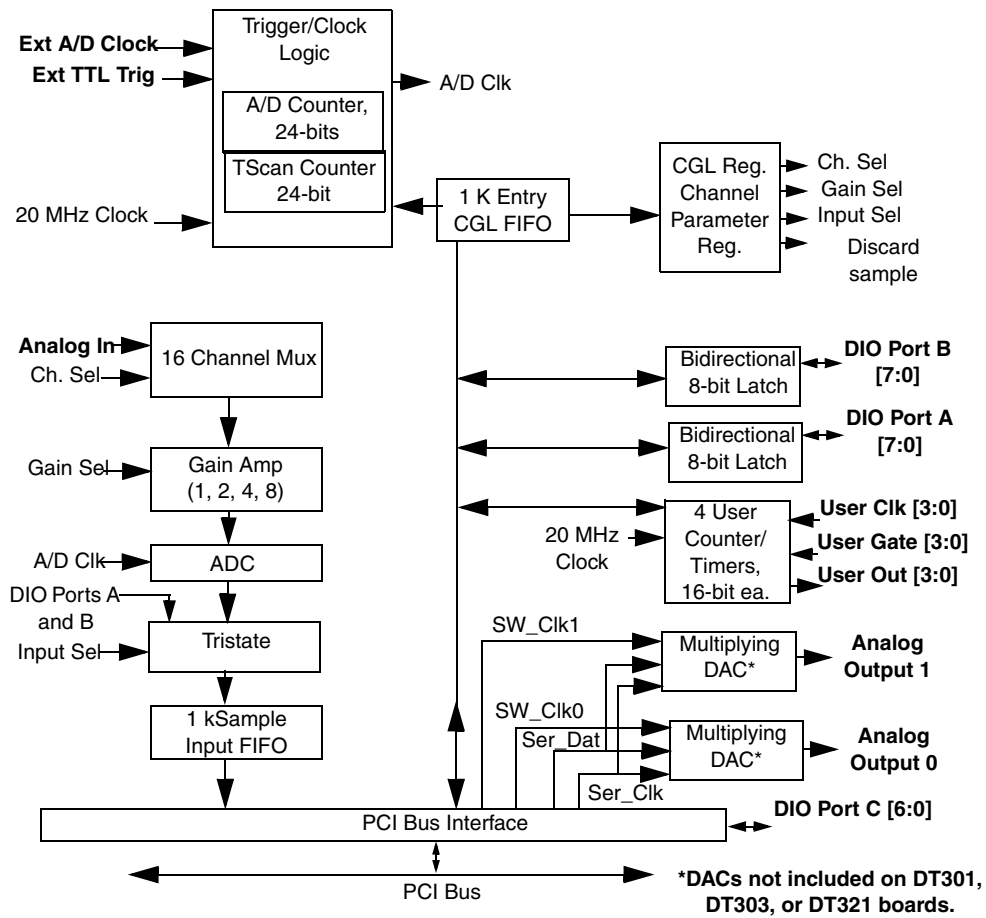 Ext A/D Clock
Ext TTL Trig
20 MHz Clock
Trigger/Clock
Logic
A/D Counter,
24-bits
TScan Counter
24-bit
A/D Clk
1 K Entry
CGL FIFO
CGL Reg.
Channel
Parameter
Reg.
Ch. Sel
Gain Sel
Input Sel
Discard
sample
Analog In
Ch. Sel
16 Channel Mux
Gain Sel
Gain Amp
(1, 2, 4, 8)
A/D Clk
ADC
DIO Ports A
and B
Input Sel
Tristate
1 kSample
Input FIFO
Bidirectional
8-bit Latch
DIO Port B
[7:0]
Bidirectional
8-bit Latch
DIO Port A
[7:0]
20 MHz
Clock
4 User
Counter/
Timers,
16-bit ea.
User Clk [3:0]
User Gate [3:0]
User Out [3:0]
SW_Clk1
Multiplying
DAC*
Analog
Output 1
SW_Clk0
Ser_Dat
Ser_Clk
Multiplying
DAC*
Analog
Output 0
PCI Bus Interface
DIO Port C [6:0]
PCI Bus
*DACs not included on DT301,
DT303, or DT321 boards.